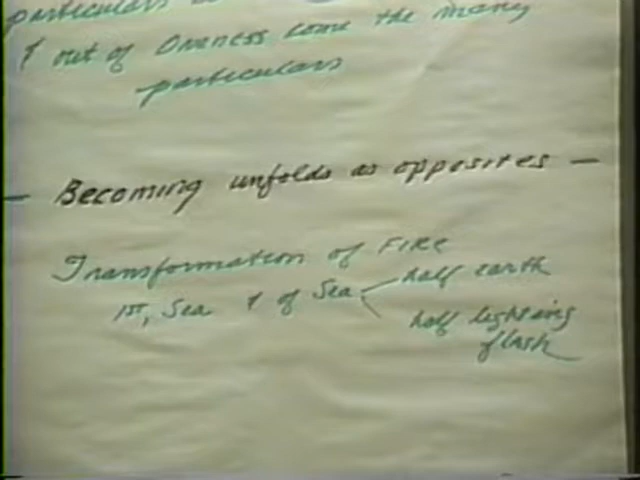 particulars
& out of Oneness come the many
particulars
— Becoming unfolds as opposites —
Transformation of FIRE
1st, Sea & of Sea half earth
half lightning
flash